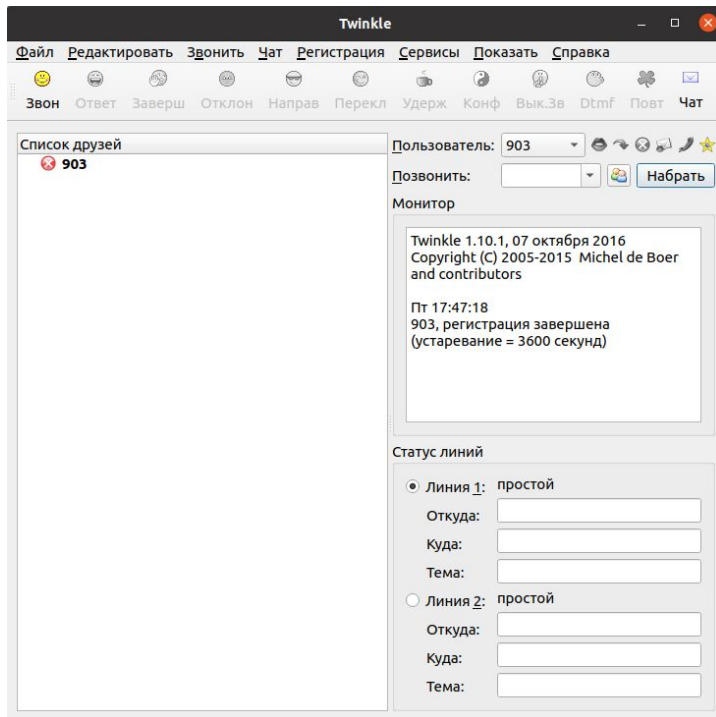 Twinkle
Файл Редактировать Звонить Чат Регистрация Сервисы Показать Справка
Звон Ответ Заверш Отклон Направ Перекл Удерж Конф Вык.Зв Dtmf Повт Чат
Список друзей
903
Пользователь: 903
Позвонить: Набрать
Монитор
Twinkle 1.10.1, 07 октября 2016
Copyright (C) 2005-2015 Michel de Boer
and contributors
Пт 17:47:18
903, регистрация завершена
(устаревание = 3600 секунд)
Статус линий
Линия 1: простой
Откуда:
Куда:
Тема:
Линия 2: простой
Откуда:
Куда:
Тема: